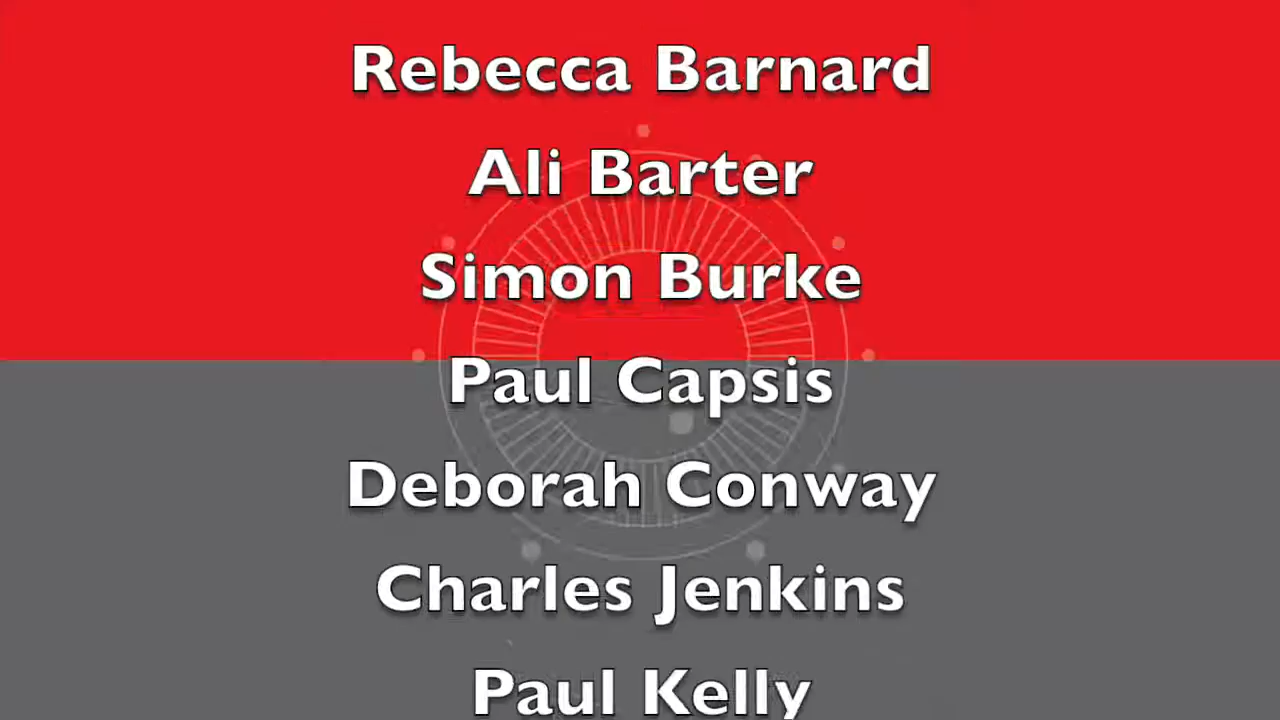 Rebecca Barnard
Ali Barter
Simon Burke
Paul Capsis
Deborah Conway
Charles Jenkins
Paul Kelly